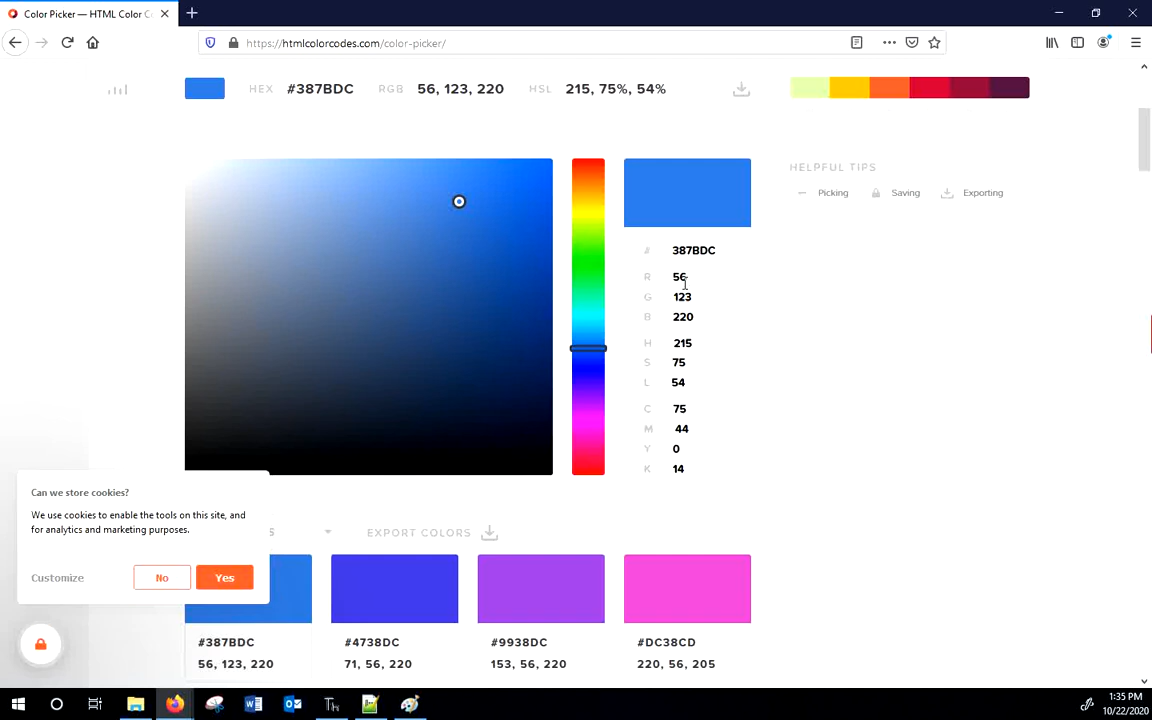 Color Picker — HTML Color C
https://htmlcolorcodes.com/color-picker/
HEX #387BDC RGB 56, 123, 220 HSL 215, 75%, 54%
HELPFUL TIPS
Picking Saving Exporting
# 387BDC
R 56
G 123
B 220
H 215
S 75
L 54
C 75
M 44
Y 0
K 14
Can we store cookies?
We use cookies to enable the tools on this site, and
for analytics and marketing purposes.
Customize No Yes
S EXPORT COLORS
#387BDC #4738DC #9938DC #DC38CD
56, 123, 220 71, 56, 220 153, 56, 220 220, 56, 205
1:35 PM
10/22/2020